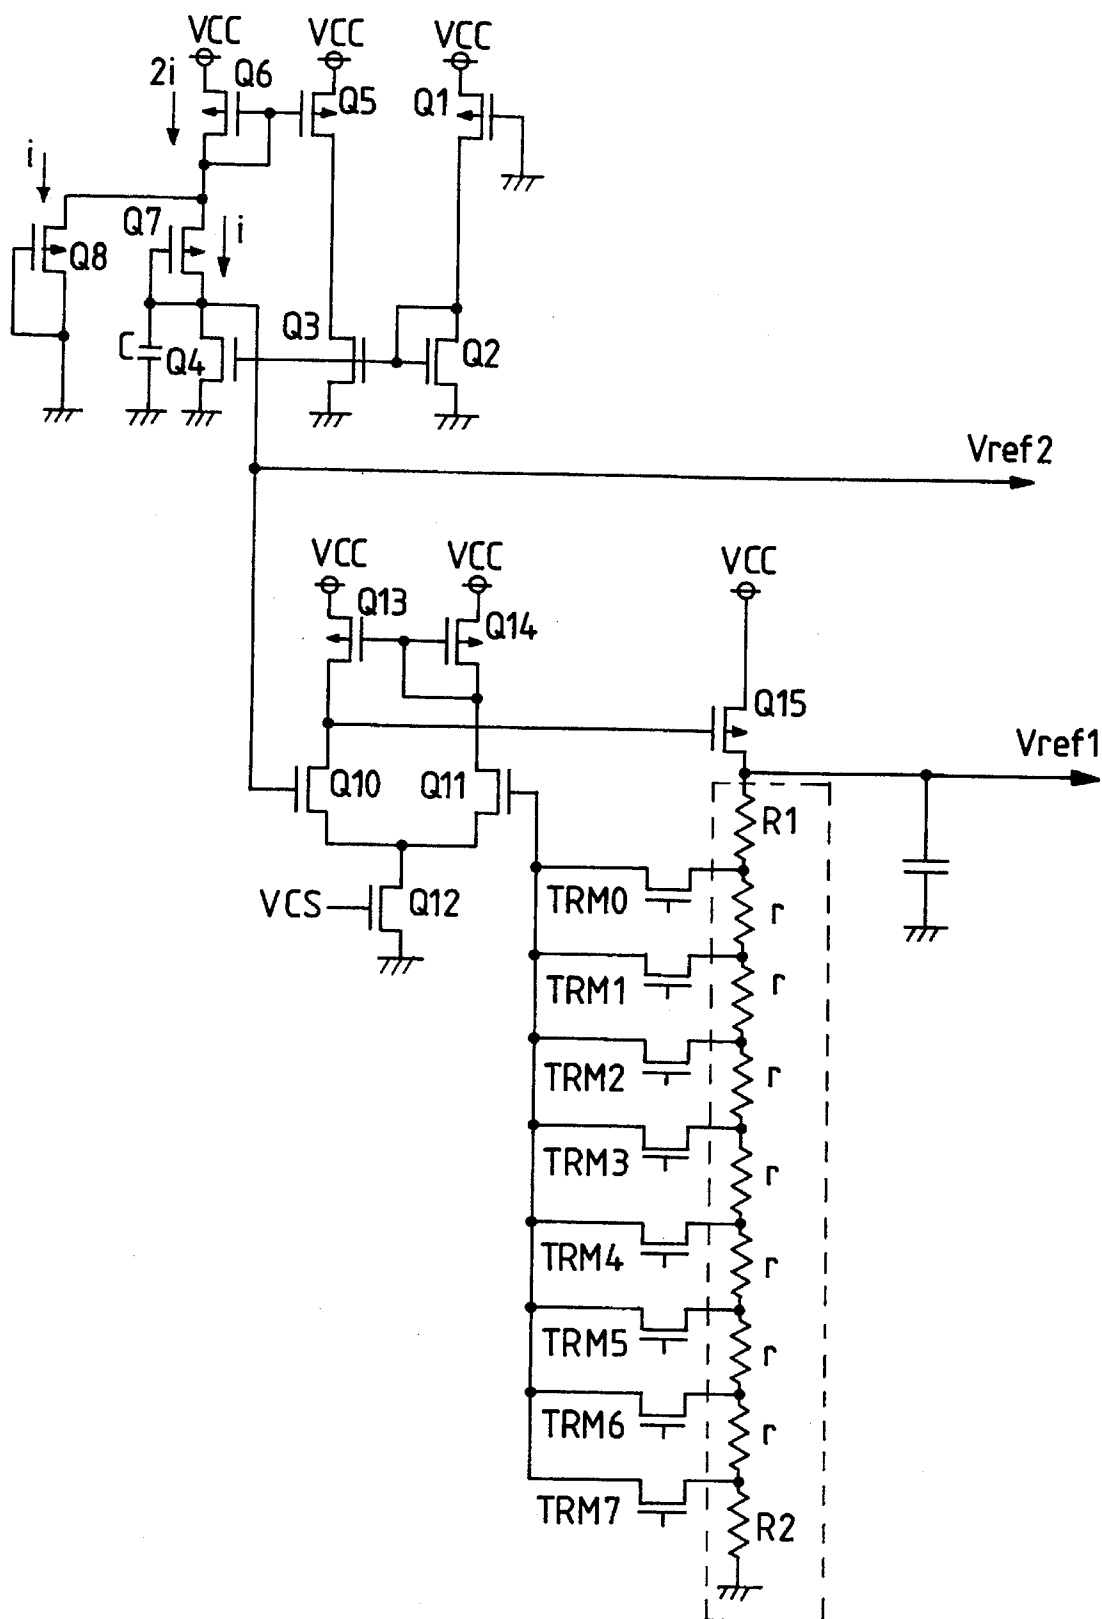 VCC VCC VCC
2i Q6 Q5 Q1
i Q7 i
Q8
C Q4 Q3 Q2
Vref2
VCC VCC VCC
Q13 Q14
Q15
Vref1
Q10 Q11
R1
VCS Q12
TRM0 r
TRM1 r
TRM2 r
TRM3 r
TRM4 r
TRM5 r
TRM6 r
TRM7 R2